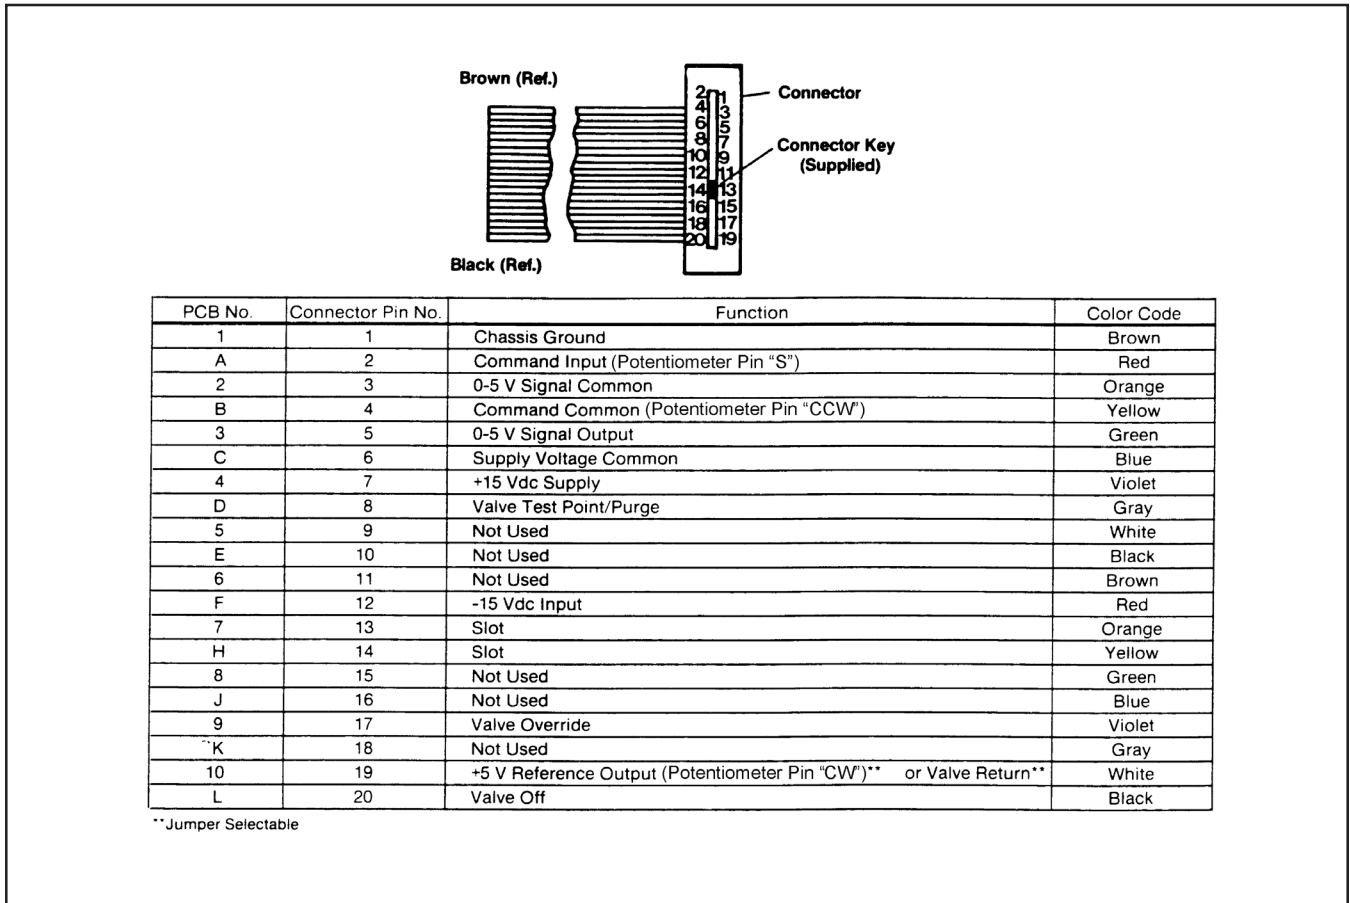 Brown (Ref.)
Connector
2 1
4 3
6 5
8 7
10 9
12 11
14 13
16 15
18 17
20 19
Connector Key
(Supplied)
Black (Ref.)
PCB No. Connector Pin No. Function Color Code
1 1 Chassis Ground Brown
A 2 Command Input (Potentiometer Pin “S”) Red
2 3 0-5 V Signal Common Orange
B 4 Command Common (Potentiometer Pin “CCW”) Yellow
3 5 0-5 V Signal Output Green
C 6 Supply Voltage Common Blue
4 7 +15 Vdc Supply Violet
D 8 Valve Test Point/Purge Gray
5 9 Not Used White
E 10 Not Used Black
6 11 Not Used Brown
F 12 -15 Vdc Input Red
7 13 Slot Orange
H 14 Slot Yellow
8 15 Not Used Green
J 16 Not Used Blue
9 17 Valve Override Violet
K 18 Not Used Gray
10 19 +5 V Reference Output (Potentiometer Pin “CW”)** or Valve Return** White
L 20 Valve Off Black
**Jumper Selectable